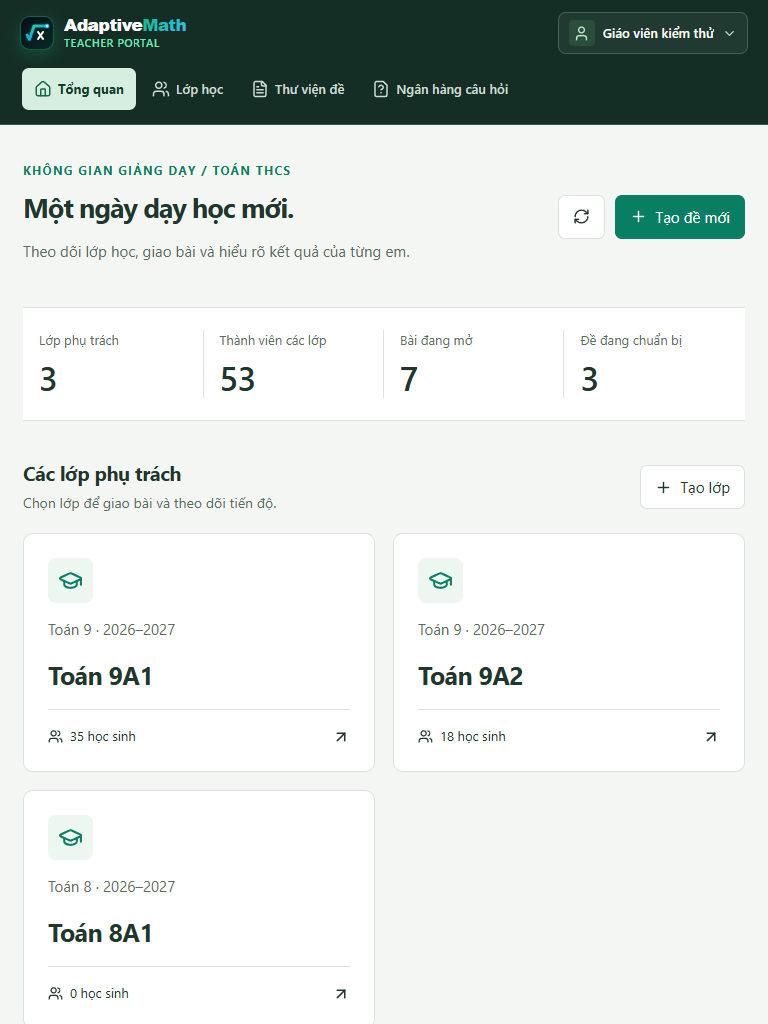 AdaptiveMath
TEACHER PORTAL
Giáo viên kiểm thử
Tổng quan
Lớp học
Thư viện đề
Ngân hàng câu hỏi
KHÔNG GIAN GIẢNG DẠY / TOÁN THCS
Một ngày dạy học mới.
Theo dõi lớp học, giao bài và hiểu rõ kết quả của từng em.
Tạo đề mới
Lớp phụ trách
3
Thành viên các lớp
53
Bài đang mở
7
Đề đang chuẩn bị
3
Các lớp phụ trách
Chọn lớp để giao bài và theo dõi tiến độ.
Tạo lớp
Toán 9 · 2026–2027
Toán 9A1
35 học sinh
Toán 9 · 2026–2027
Toán 9A2
18 học sinh
Toán 8 · 2026–2027
Toán 8A1
0 học sinh